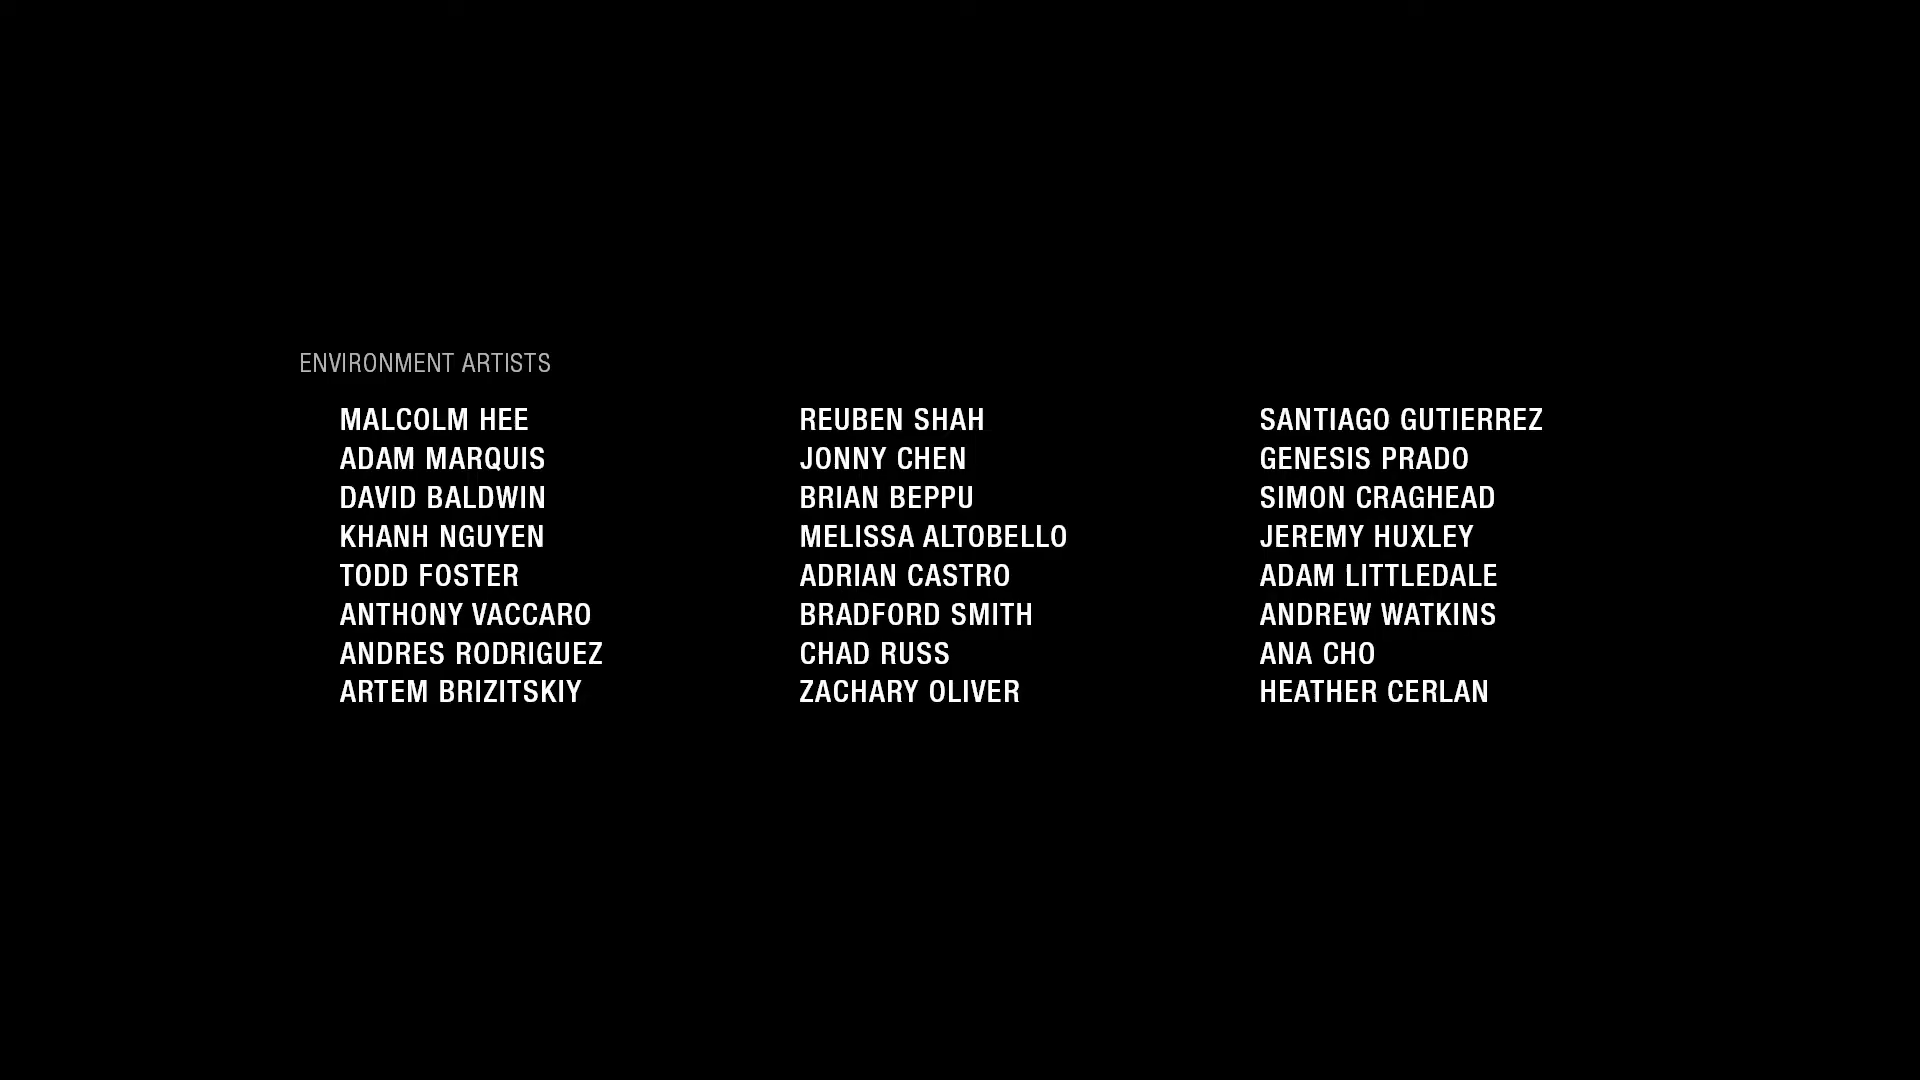 ENVIRONMENT ARTISTS
MALCOLM HEE
ADAM MARQUIS
DAVID BALDWIN
KHANH NGUYEN
TODD FOSTER
ANTHONY VACCARO
ANDRES RODRIGUEZ
ARTEM BRIZITSKIY
REUBEN SHAH
JONNY CHEN
BRIAN BEPPU
MELISSA ALTOBELLO
ADRIAN CASTRO
BRADFORD SMITH
CHAD RUSS
ZACHARY OLIVER
SANTIAGO GUTIERREZ
GENESIS PRADO
SIMON CRAGHEAD
JEREMY HUXLEY
ADAM LITTLEDALE
ANDREW WATKINS
ANA CHO
HEATHER CERLAN